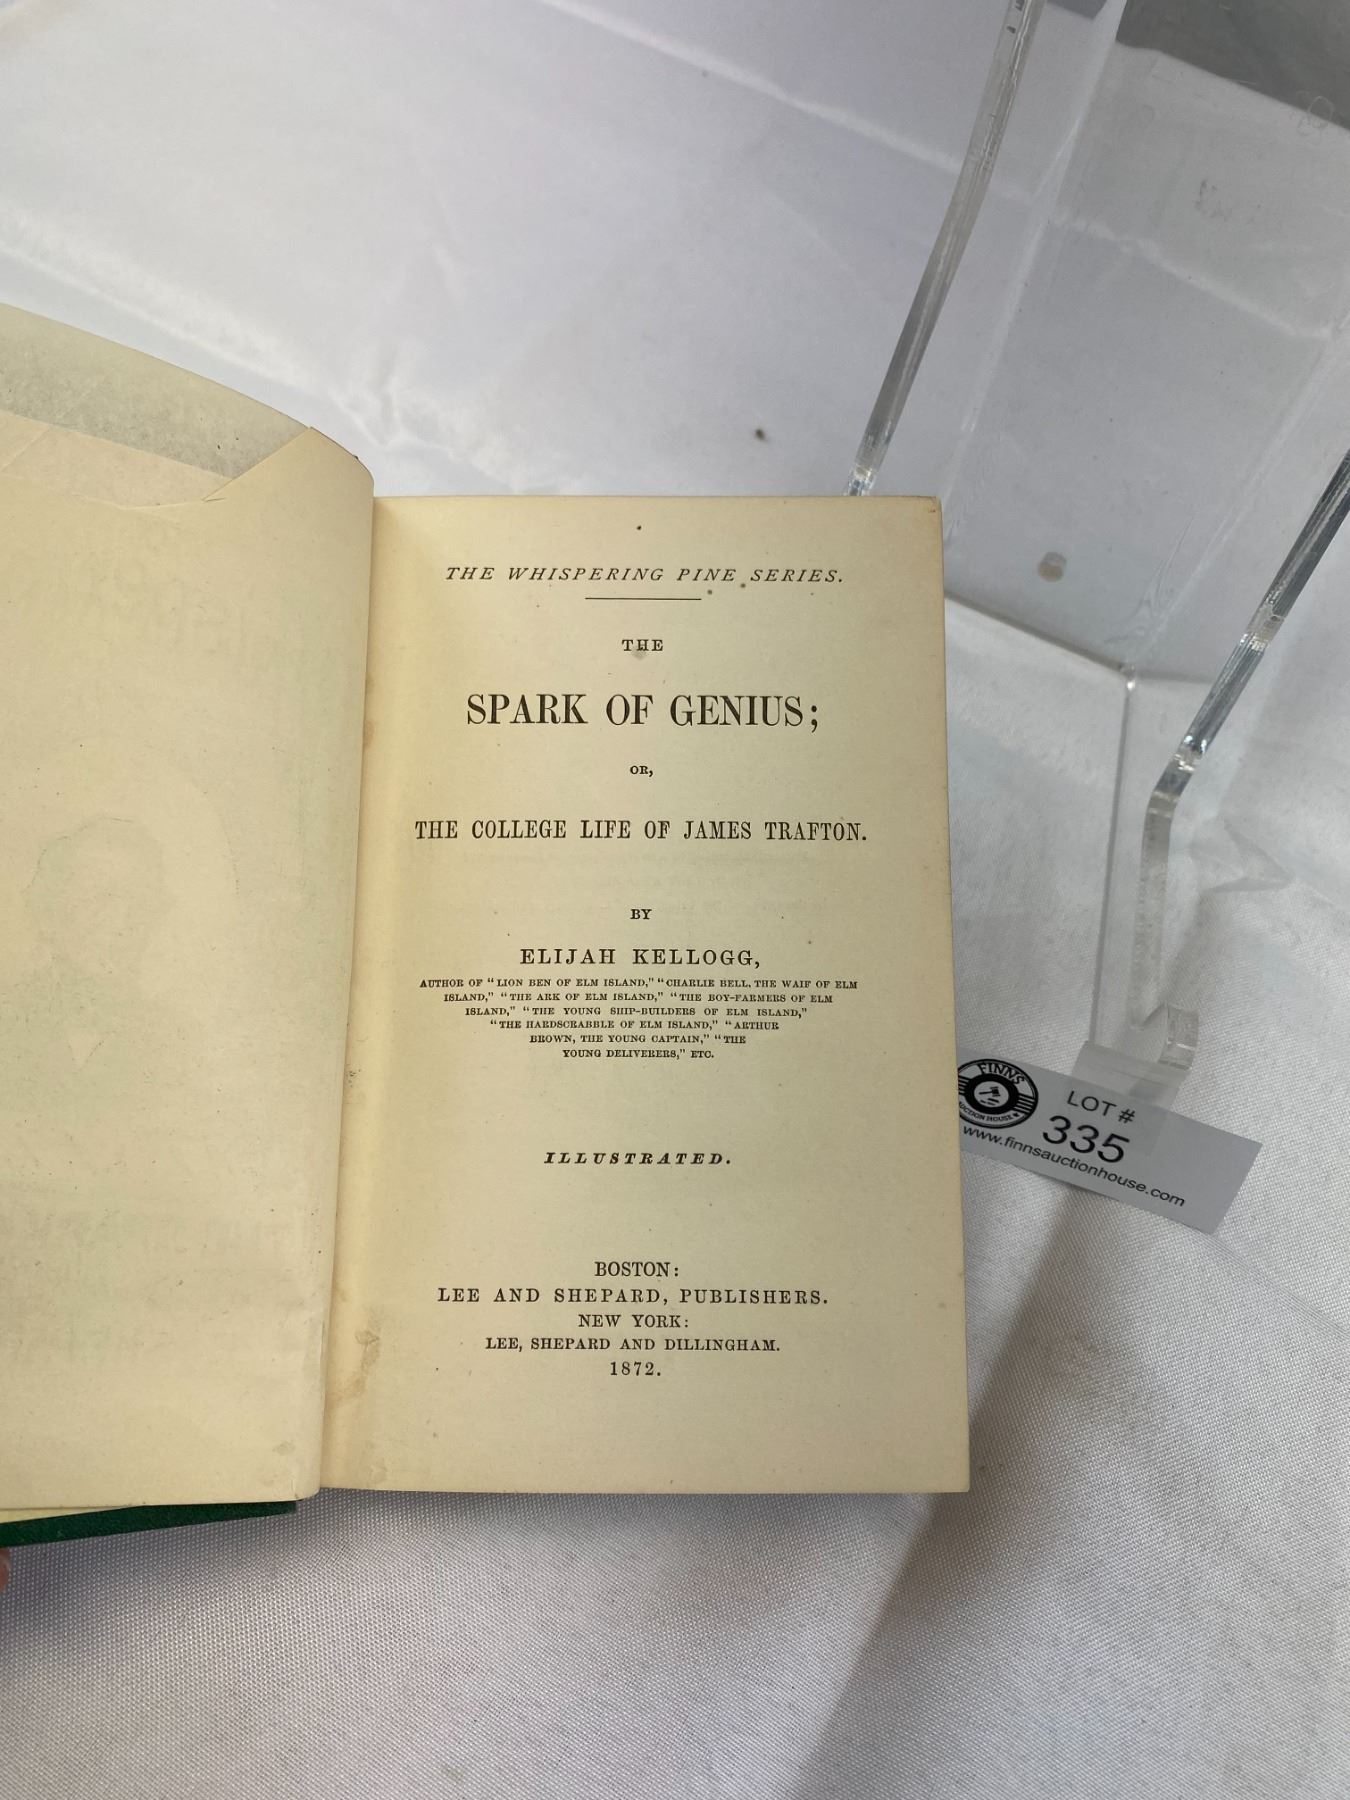 THE WHISPERING PINE SERIES.
THE
SPARK OF GENIUS;
OR,
THE COLLEGE LIFE OF JAMES TRAFTON.
BY
ELIJAH KELLOGG,
AUTHOR OF "LION BEN OF ELM ISLAND," "CHARLIE BELL, THE WAIF OF ELM
ISLAND," "THE ARK OF ELM ISLAND," "THE BOY-FARMERS OF ELM
ISLAND," "THE YOUNG SHIP-BUILDERS OF ELM ISLAND,"
"THE HARDSCRABBLE OF ELM ISLAND," "ARTHUR
BROWN, THE YOUNG CAPTAIN," "THE
YOUNG DELIVERERS," ETC.
ILLUSTRATED.
BOSTON:
LEE AND SHEPARD, PUBLISHERS.
NEW YORK:
LEE, SHEPARD AND DILLINGHAM.
1872.
FINNS
AUCTION HOUSE
LOT #
335
www.finnsauctionhouse.com